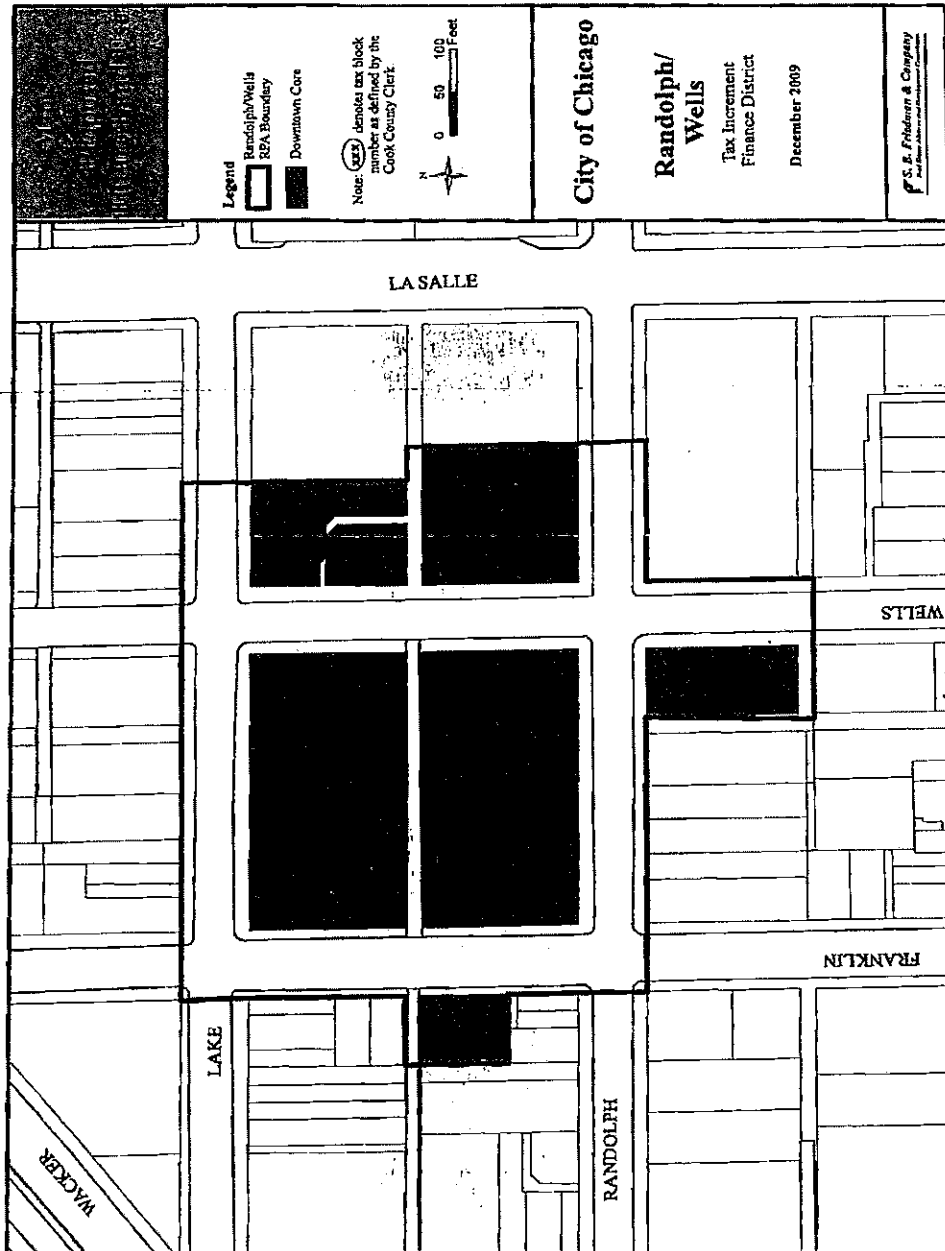 Legend
Randolph/Wells
RPA Boundary
Downtown Core
Note: xxx denotes tax block
number as defined by the
Cook County Clerk.
N
0 50 100
Feet
City of Chicago
Randolph/
Wells
Tax Increment
Finance District
December 2009
S. B. Friedman & Company
LA SALLE
WELLS
FRANKLIN
LAKE
RANDOLPH
WACKER